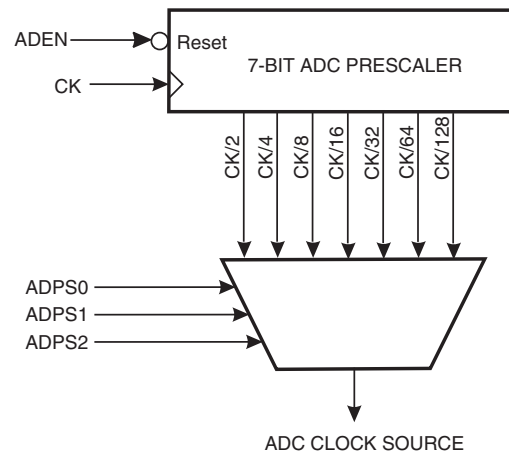 ADEN
Reset
7-BIT ADC PRESCALER
CK
CK/2
CK/4
CK/8
CK/16
CK/32
CK/64
CK/128
ADPS0
ADPS1
ADPS2
ADC CLOCK SOURCE